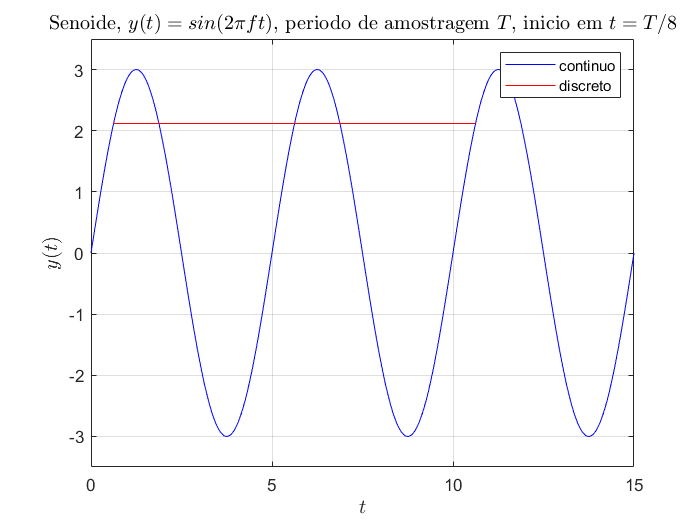 Senoide, y(t) = sin(2πft), periodo de amostragem T, inicio em t = T/8
continuo
discreto
3
2
1
0
-1
-2
-3
y(t)
0
5
10
15
t